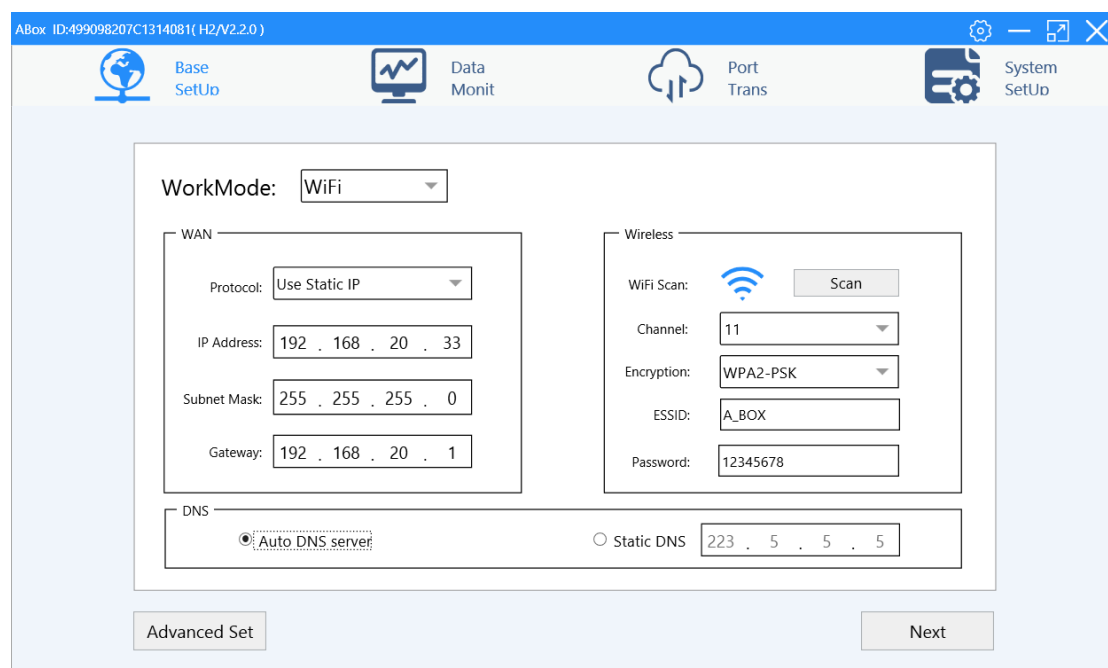 ABox ID:499098207C1314081( H2/V2.2.0 )
Base
SetUp
Data
Monit
Port
Trans
System
SetUp
WorkMode: WiFi
WAN
Protocol: Use Static IP
IP Address: 192 . 168 . 20 . 33
Subnet Mask: 255 . 255 . 255 . 0
Gateway: 192 . 168 . 20 . 1
Wireless
WiFi Scan: Scan
Channel: 11
Encryption: WPA2-PSK
ESSID: A_BOX
Password: 12345678
DNS
Auto DNS server
Static DNS 223 . 5 . 5 . 5
Advanced Set
Next